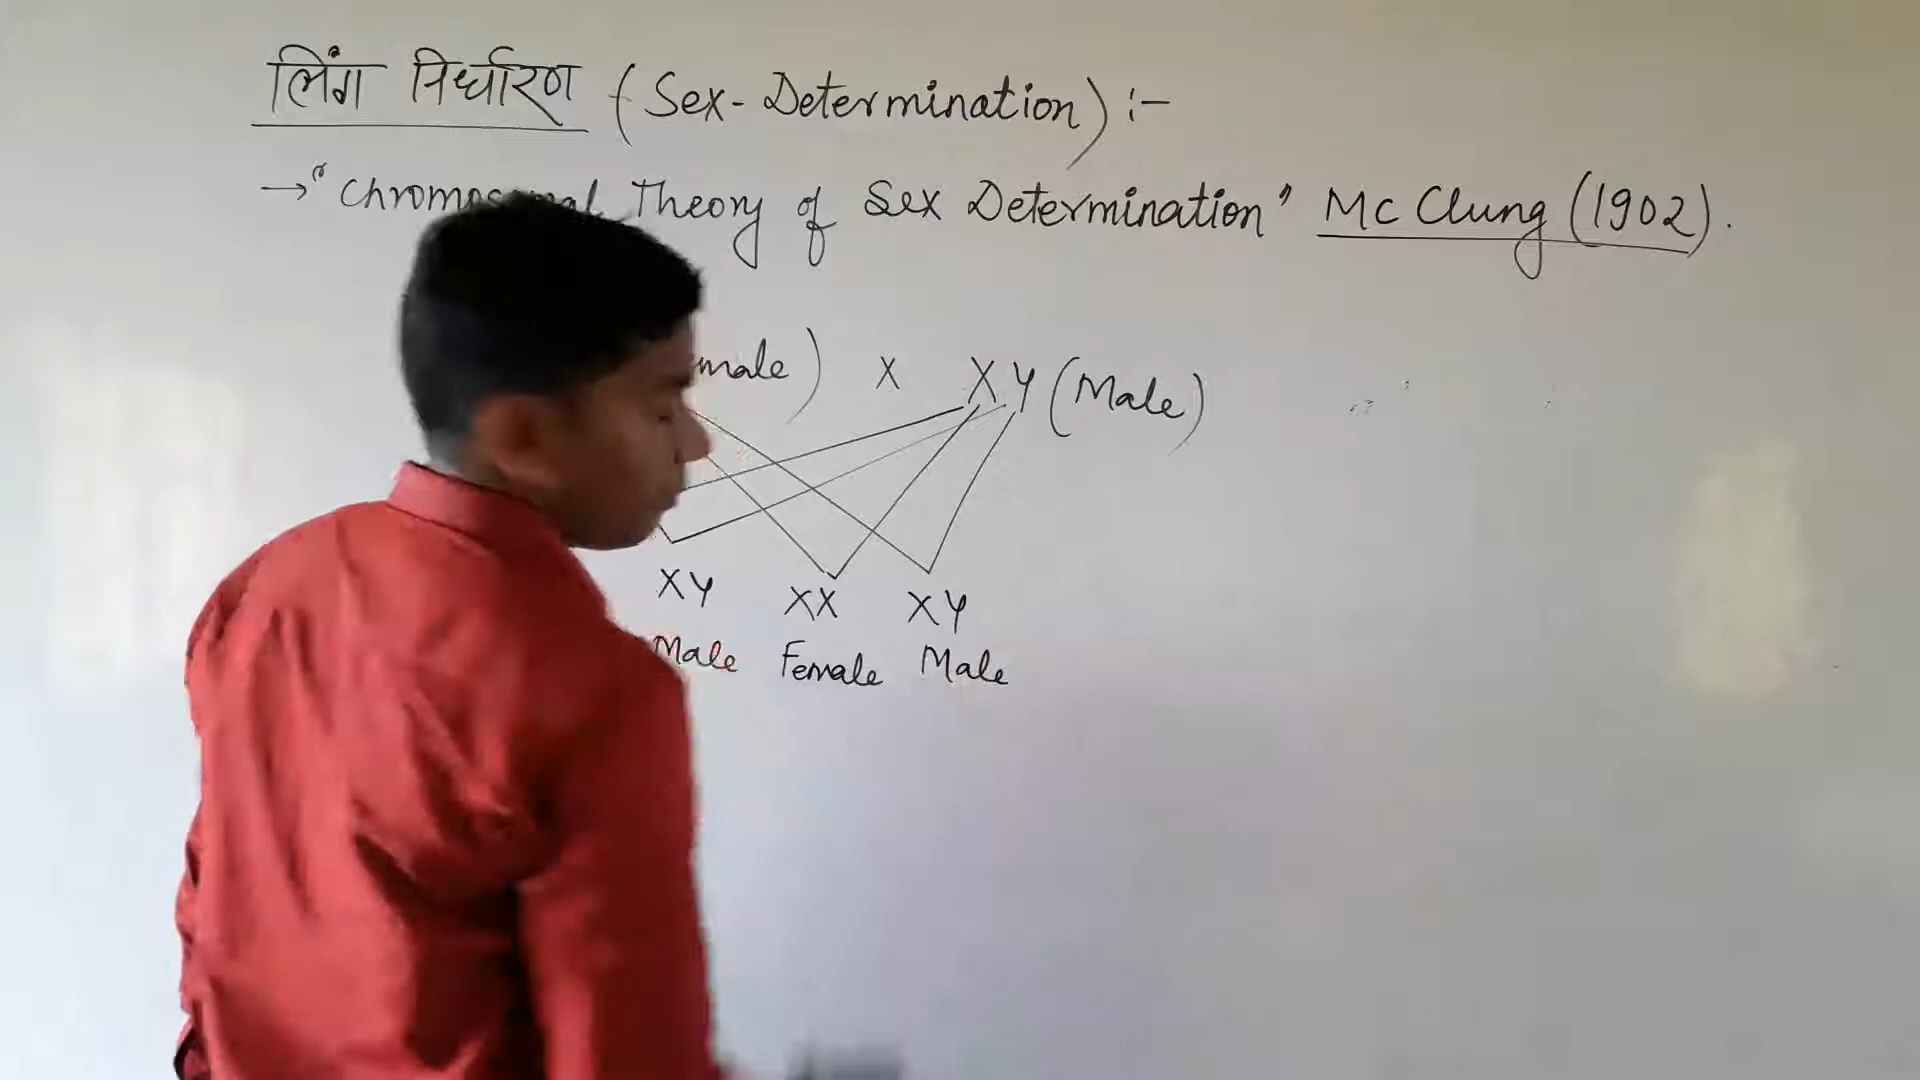 लिंग निर्धारण (Sex-Determination) :-
→ "Chromosomal Theory of Sex Determination" Mc Clung (1902).
x XY (Male)
XY XX XY
Male Female Male